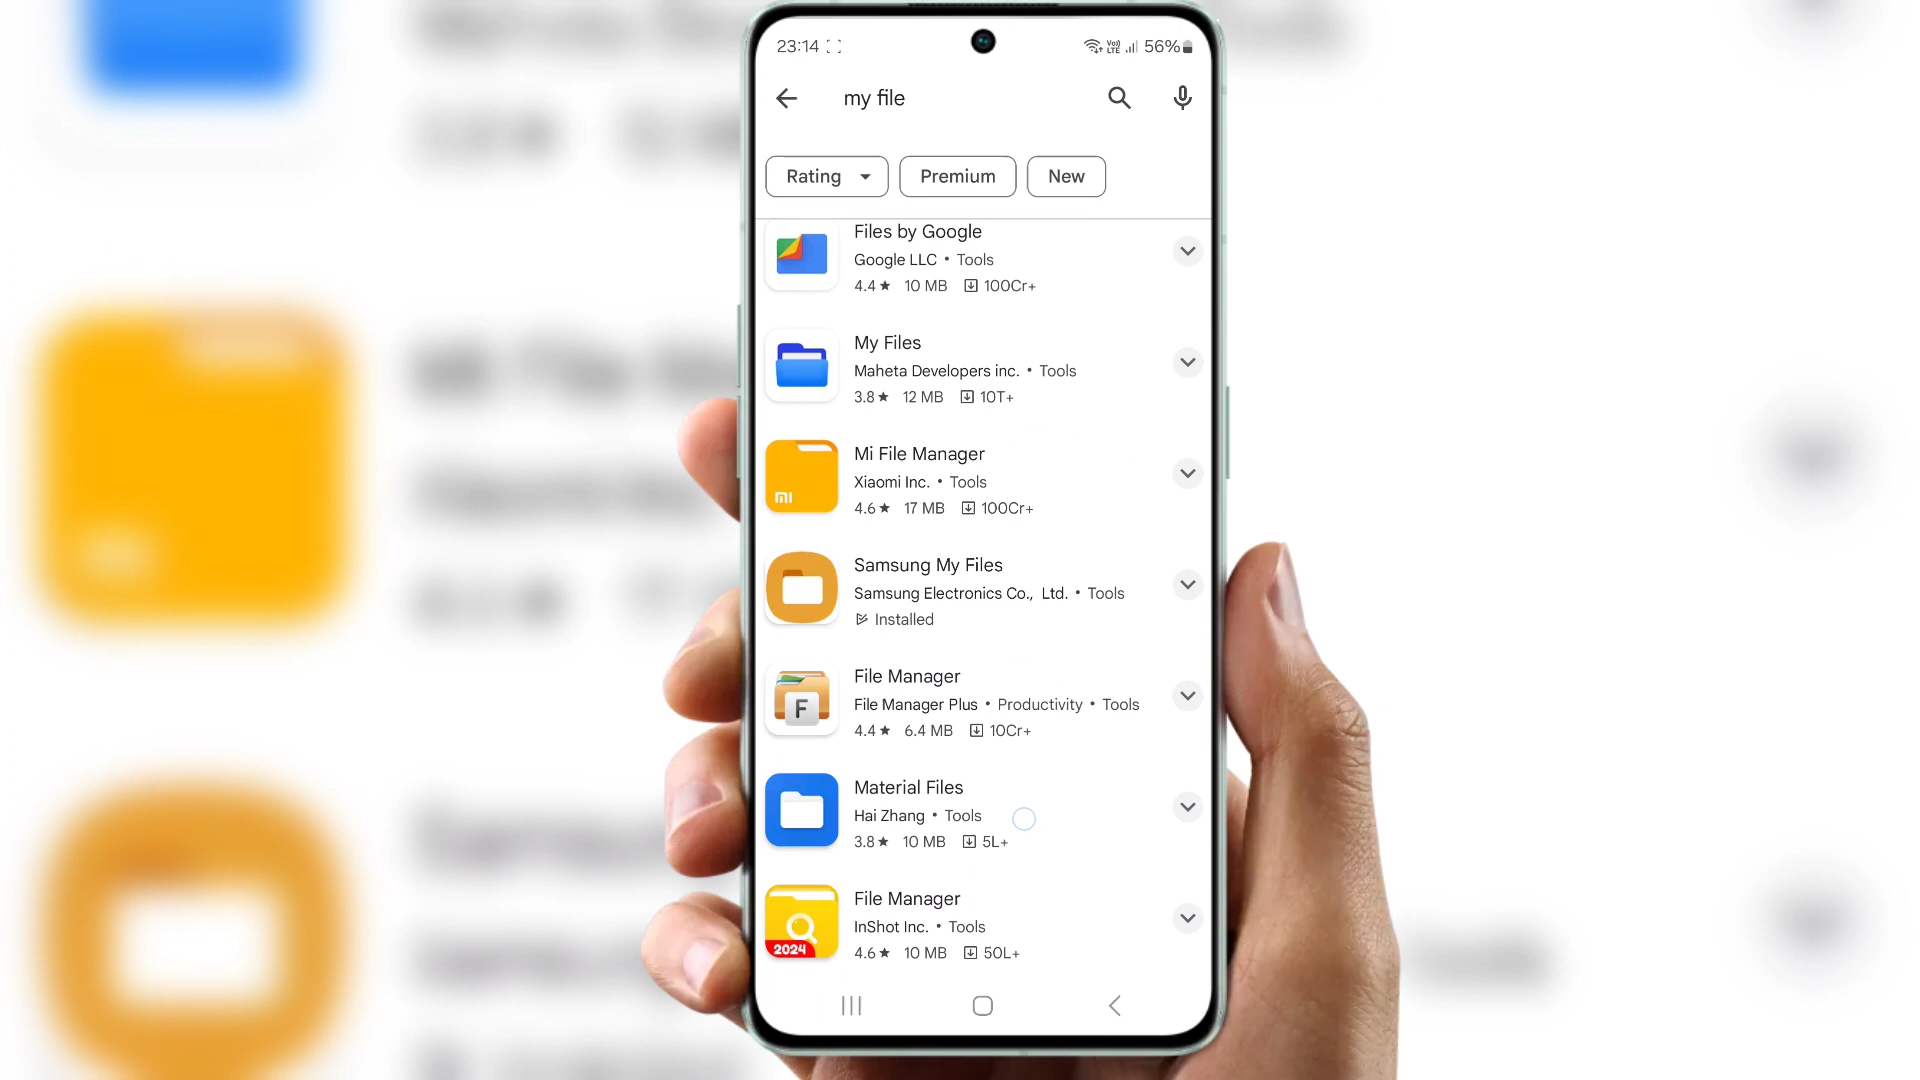 23:14
Vo) LTE 56%
my file
Rating Premium New
Files by Google
Google LLC • Tools
4.4★ 10 MB 100Cr+
My Files
Maheta Developers inc. • Tools
3.8★ 12 MB 10T+
Mi File Manager
Xiaomi Inc. • Tools
4.6★ 17 MB 100Cr+
Samsung My Files
Samsung Electronics Co., Ltd. • Tools
Installed
File Manager
File Manager Plus • Productivity • Tools
4.4★ 6.4 MB 10Cr+
Material Files
Hai Zhang • Tools
3.8★ 10 MB 5L+
File Manager
InShot Inc. • Tools
4.6★ 10 MB 50L+
mi
F
2024